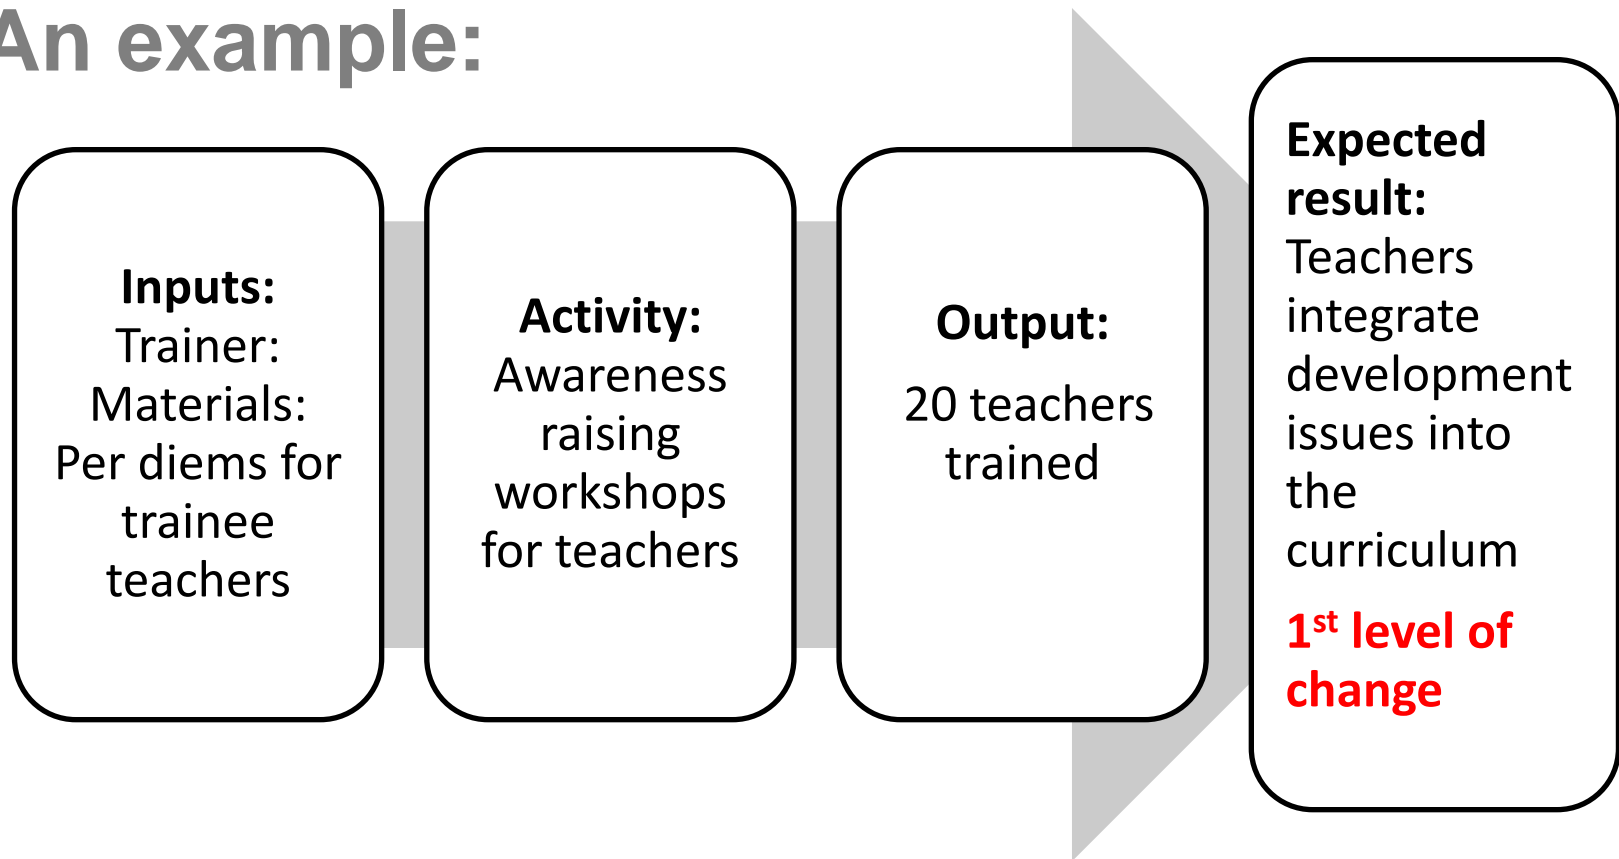 An example:
Inputs:
Trainer:
Materials:
Per diems for
trainee
teachers
Activity:
Awareness
raising
workshops
for teachers
Output:
20 teachers
trained
Expected
result:
Teachers
integrate
development
issues into
the
curriculum
1st level of
change